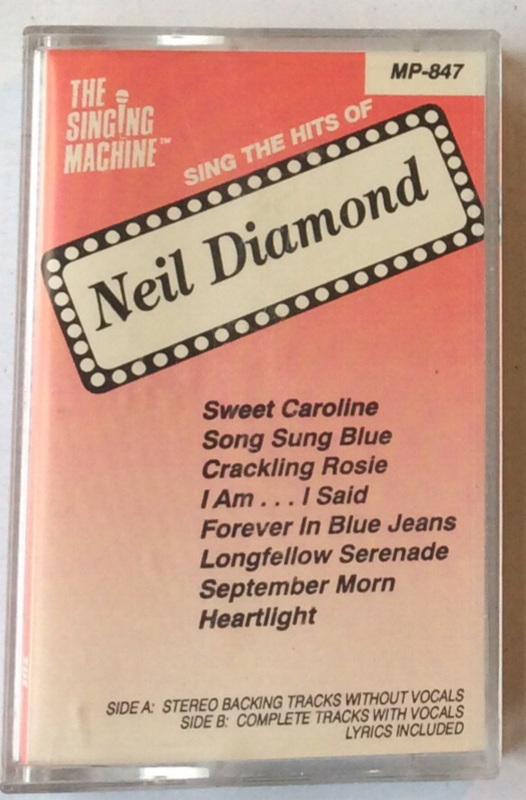 MP-847
THE
SINGING
MACHINE™
SING THE HITS OF
Neil Diamond
Sweet Caroline
Song Sung Blue
Crackling Rosie
I Am . . . I Said
Forever In Blue Jeans
Longfellow Serenade
September Morn
Heartlight
SIDE A: STEREO BACKING TRACKS WITHOUT VOCALS
SIDE B: COMPLETE TRACKS WITH VOCALS
LYRICS INCLUDED